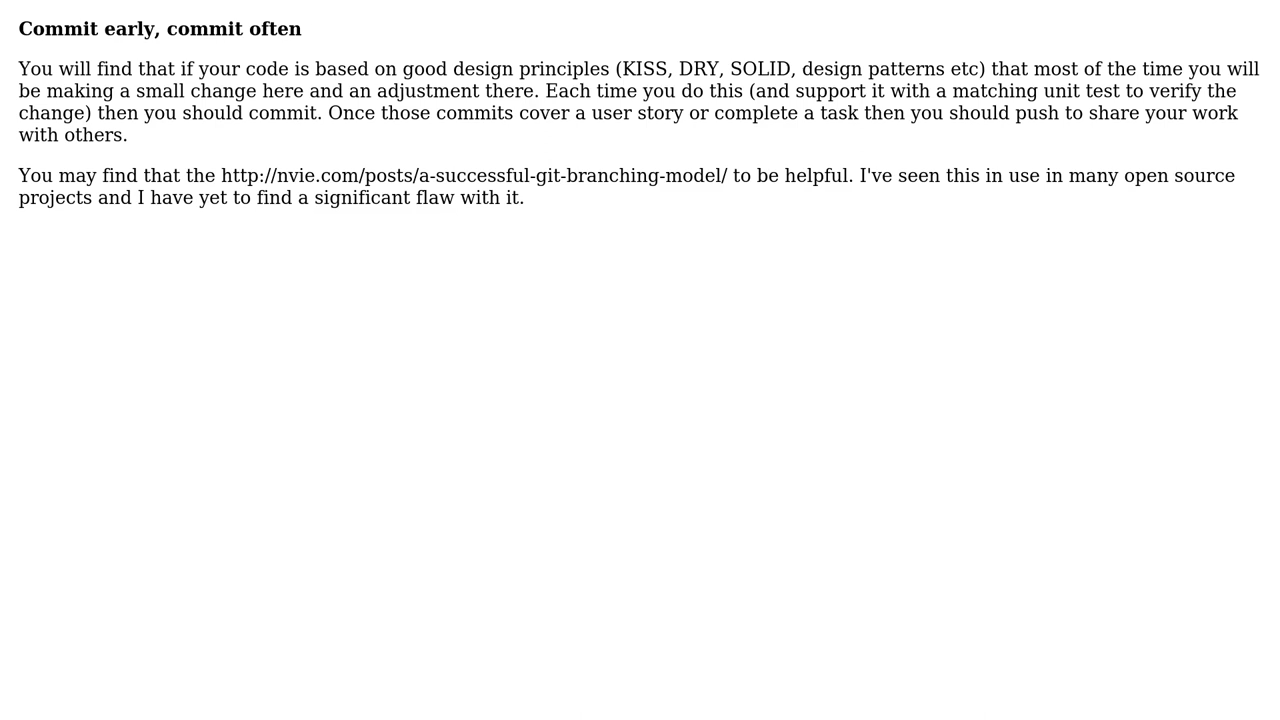 Commit early, commit often
You will find that if your code is based on good design principles (KISS, DRY, SOLID, design patterns etc) that most of the time you will
be making a small change here and an adjustment there. Each time you do this (and support it with a matching unit test to verify the
change) then you should commit. Once those commits cover a user story or complete a task then you should push to share your work
with others.
You may find that the http://nvie.com/posts/a-successful-git-branching-model/ to be helpful. I've seen this in use in many open source
projects and I have yet to find a significant flaw with it.